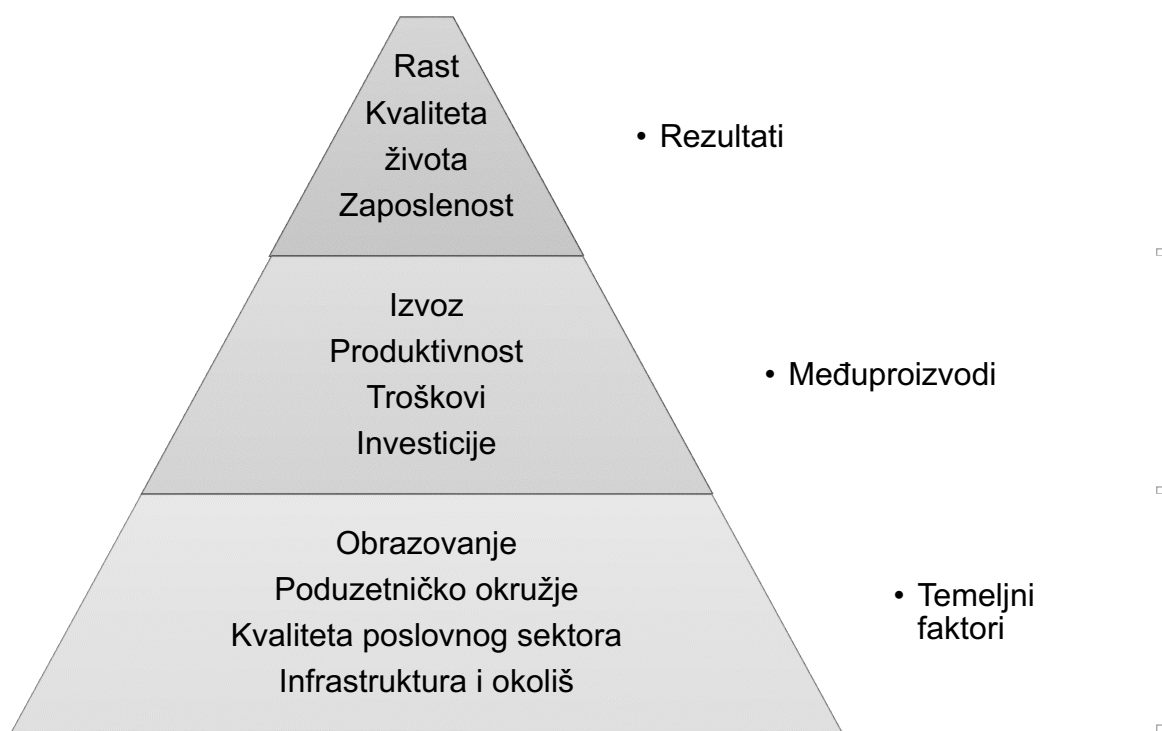 Rast
Kvaliteta
života
Zaposlenost
• Rezultati
Izvoz
Produktivnost
Troškovi
Investicije
• Međuproizvodi
Obrazovanje
Poduzetničko okružje
Kvaliteta poslovnog sektora
Infrastruktura i okoliš
• Temeljni
faktori